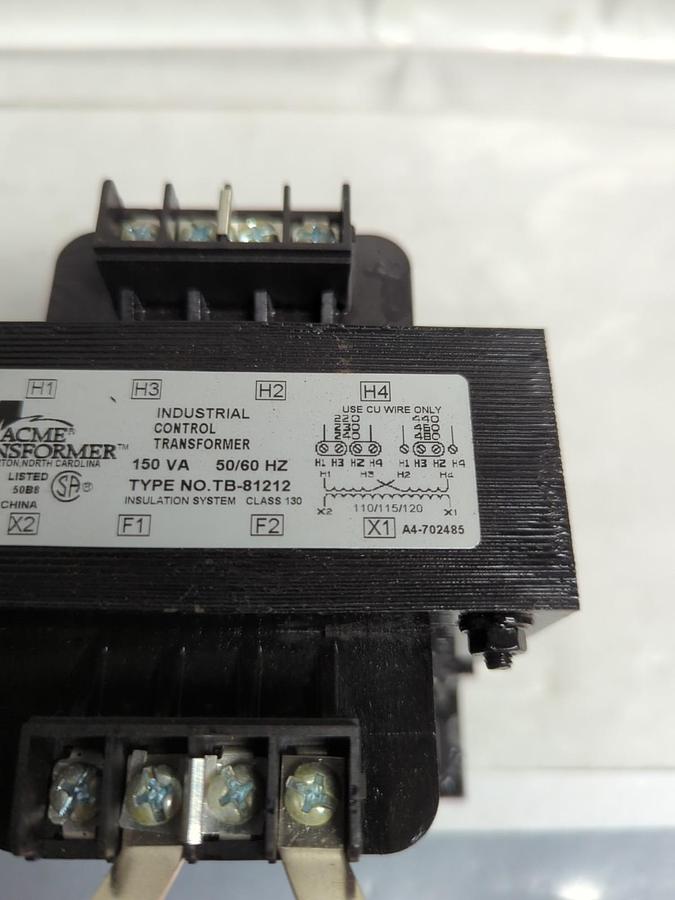 H1 H3 H2 H4
ACME
TRANSFORMER™
NORTH CAROLINA
LISTED
50B8
CHINA
SA ®
INDUSTRIAL
CONTROL
TRANSFORMER
150 VA 50/60 HZ
TYPE NO. TB-81212
INSULATION SYSTEM CLASS 130
USE CU WIRE ONLY
220 440
230 460
240 480
H1 H3 H2 H4 H1 H3 H2 H4
H1 H3 H2 H4
X2 110/115/120 X1
X2 F1 F2 X1 A4-702485